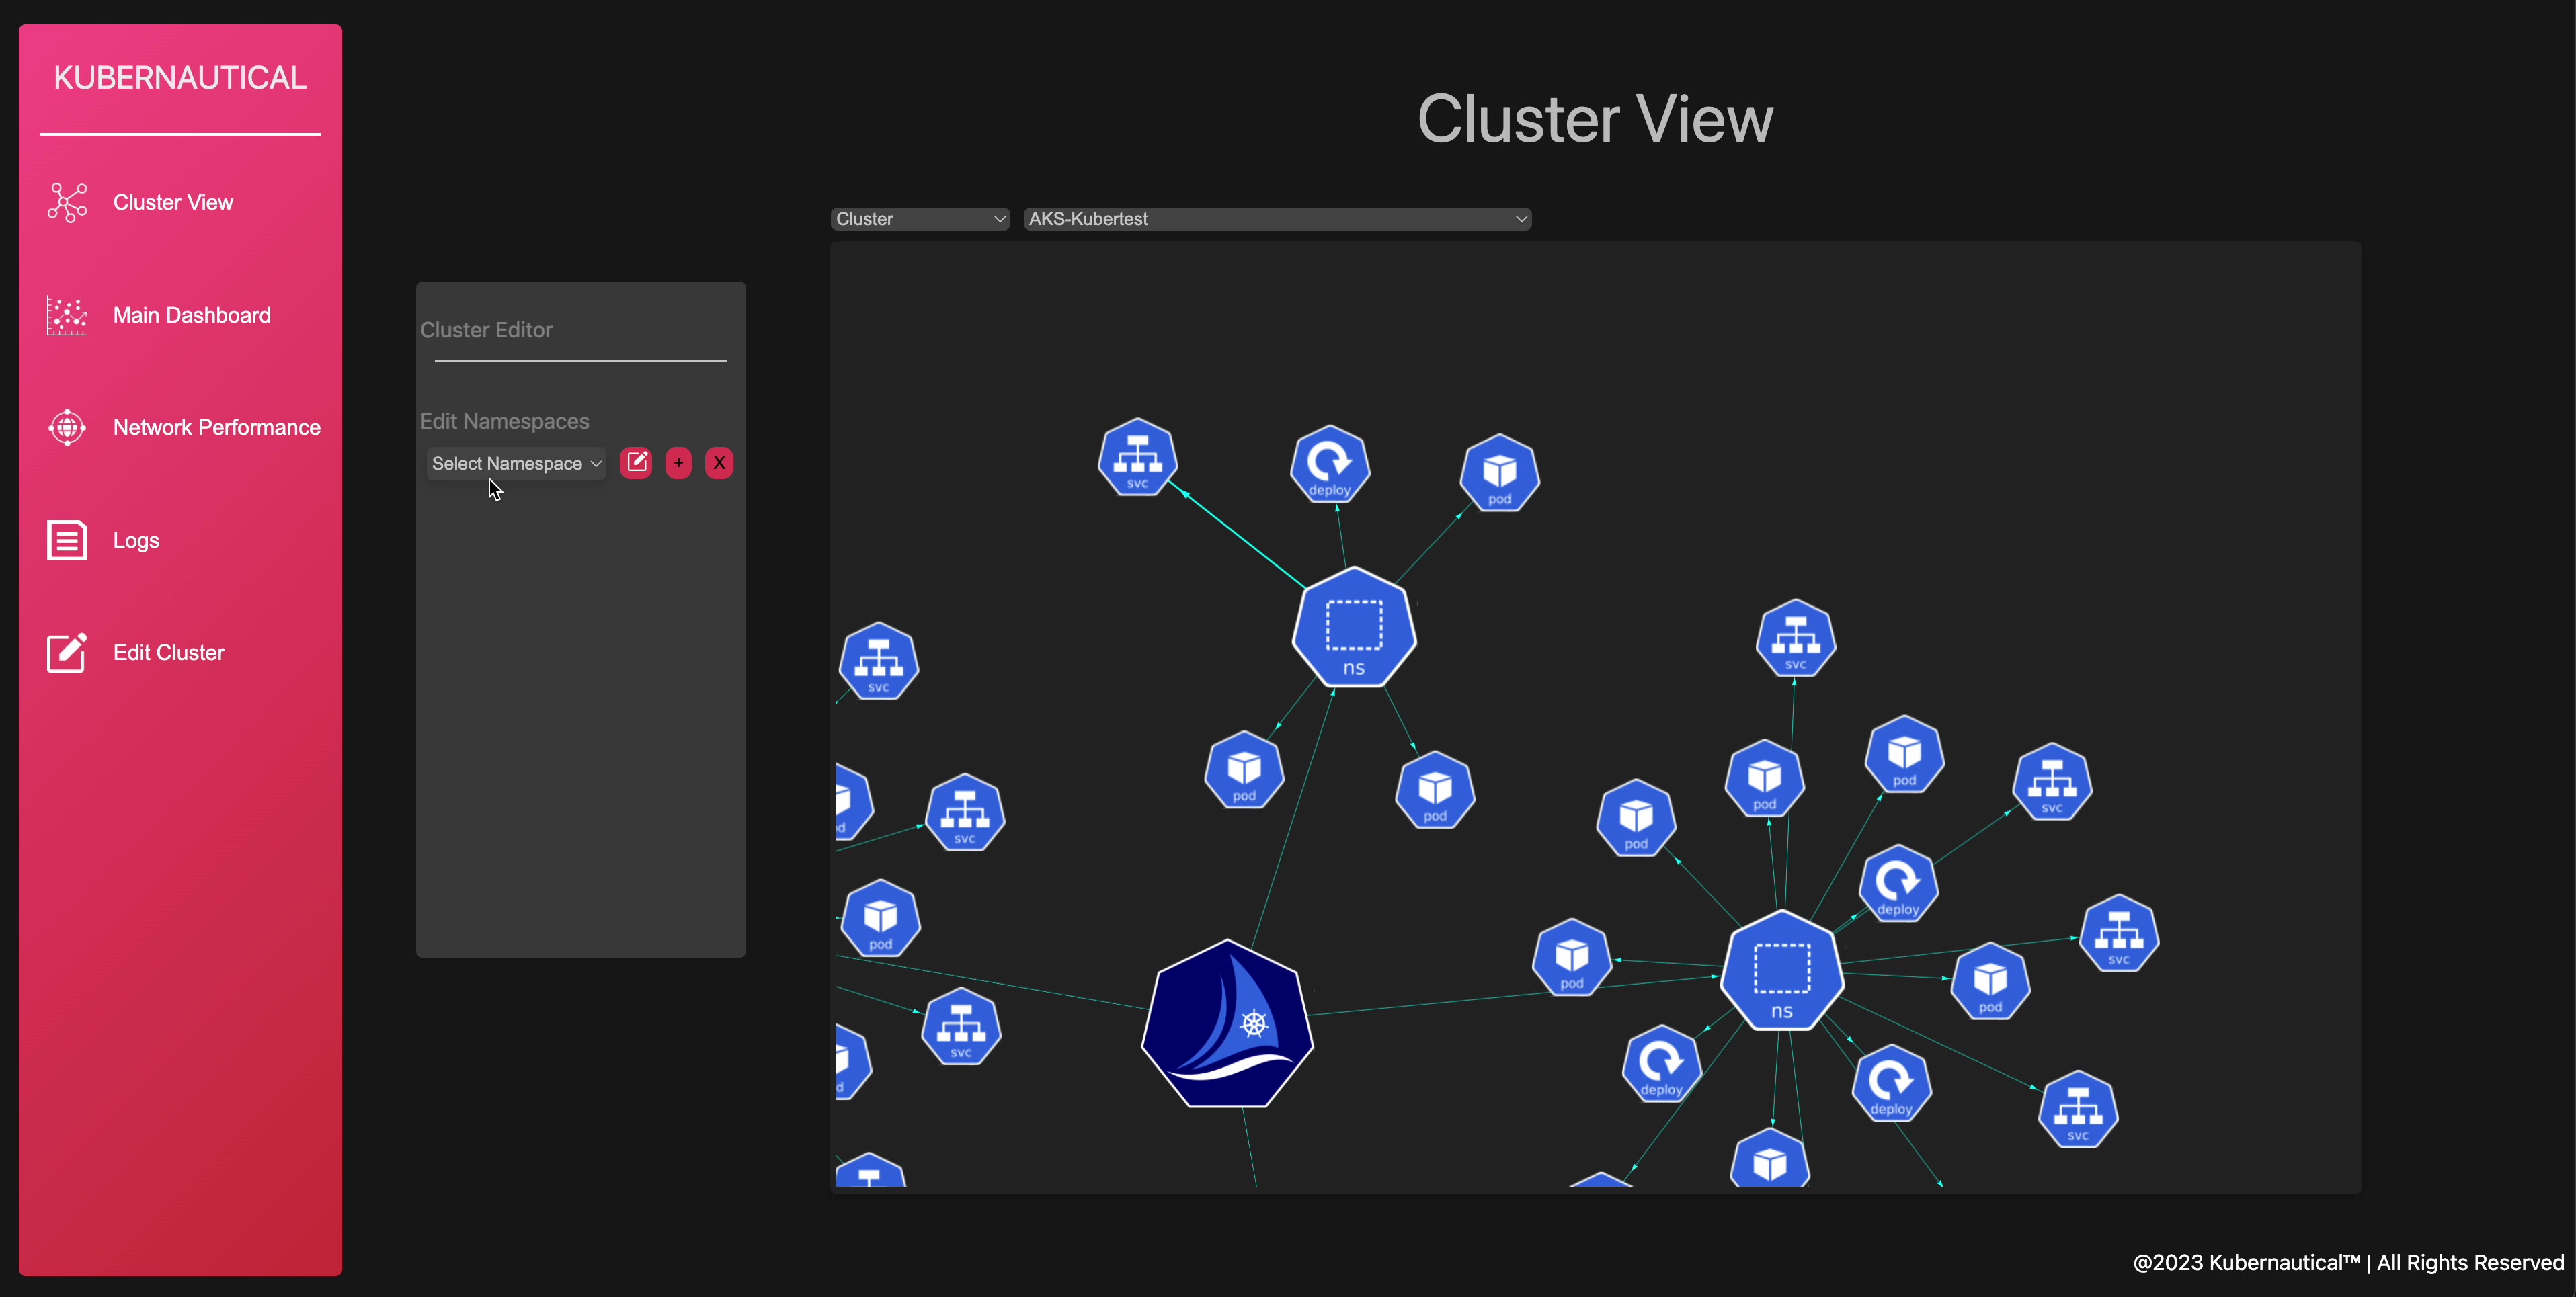 KUBERNAUTICAL
Cluster View
Main Dashboard
Network Performance
Logs
Edit Cluster
Cluster Editor
Edit Namespaces
Select Namespace
+
X
Cluster View
Cluster
AKS-Kubertest
svc
deploy
pod
ns
svc
svc
pod
pod
pod
pod
svc
d
svc
pod
pod
svc
deploy
svc
pod
pod
ns
pod
svc
d
deploy
deploy
svc
@2023 Kubernautical™ | All Rights Reserved